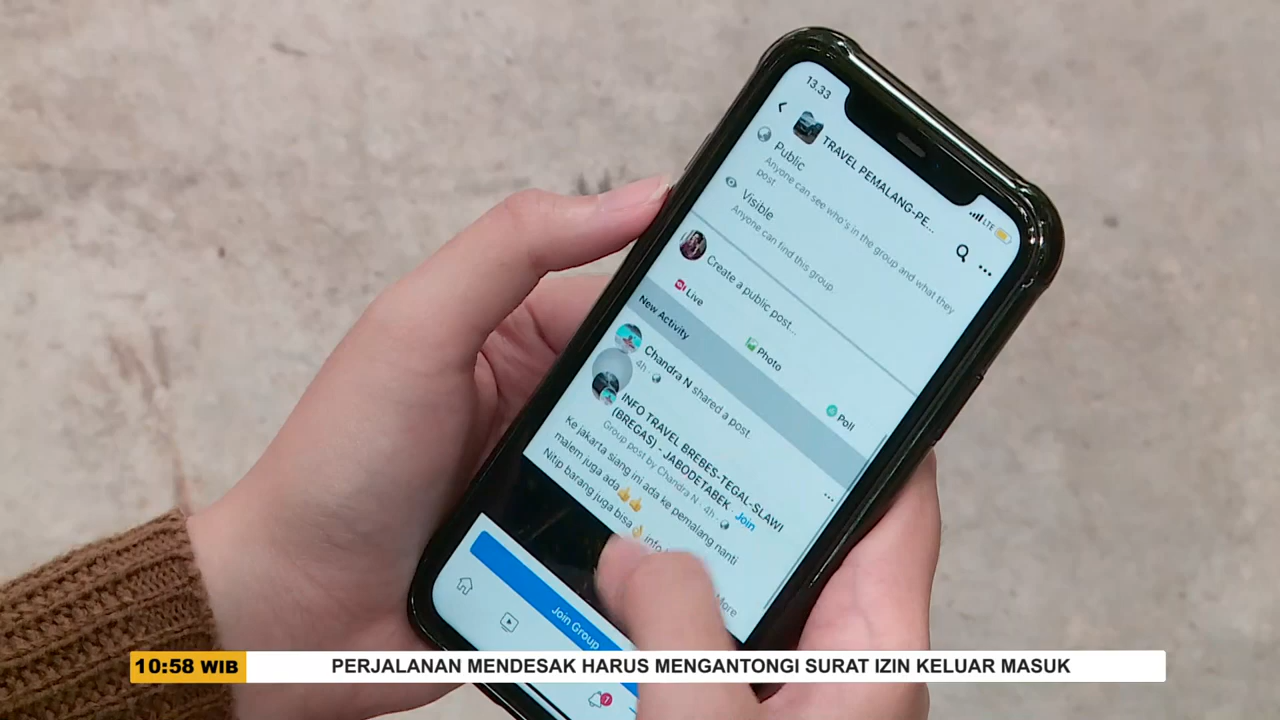 13.33
LTE
TRAVEL PEMALANG-PE...
Public
Anyone can see who's in the group and what they
post
Visible
Anyone can find this group
Create a public post...
Live
Photo
Poll
New Activity
Chandra N shared a post.
4h
INFO TRAVEL BREBES-TEGAL-SLAWI
(BREGAS) - JABODETABEK · Join
Group post by Chandra N · 4h ·
Ke jakarta siang ini ada ke pemalang nanti
malem juga ada👍👍
Nitip barang juga bisa👌 info
More
Join Group
1
10:58 WIB
PERJALANAN MENDESAK HARUS MENGANTONGI SURAT IZIN KELUAR MASUK